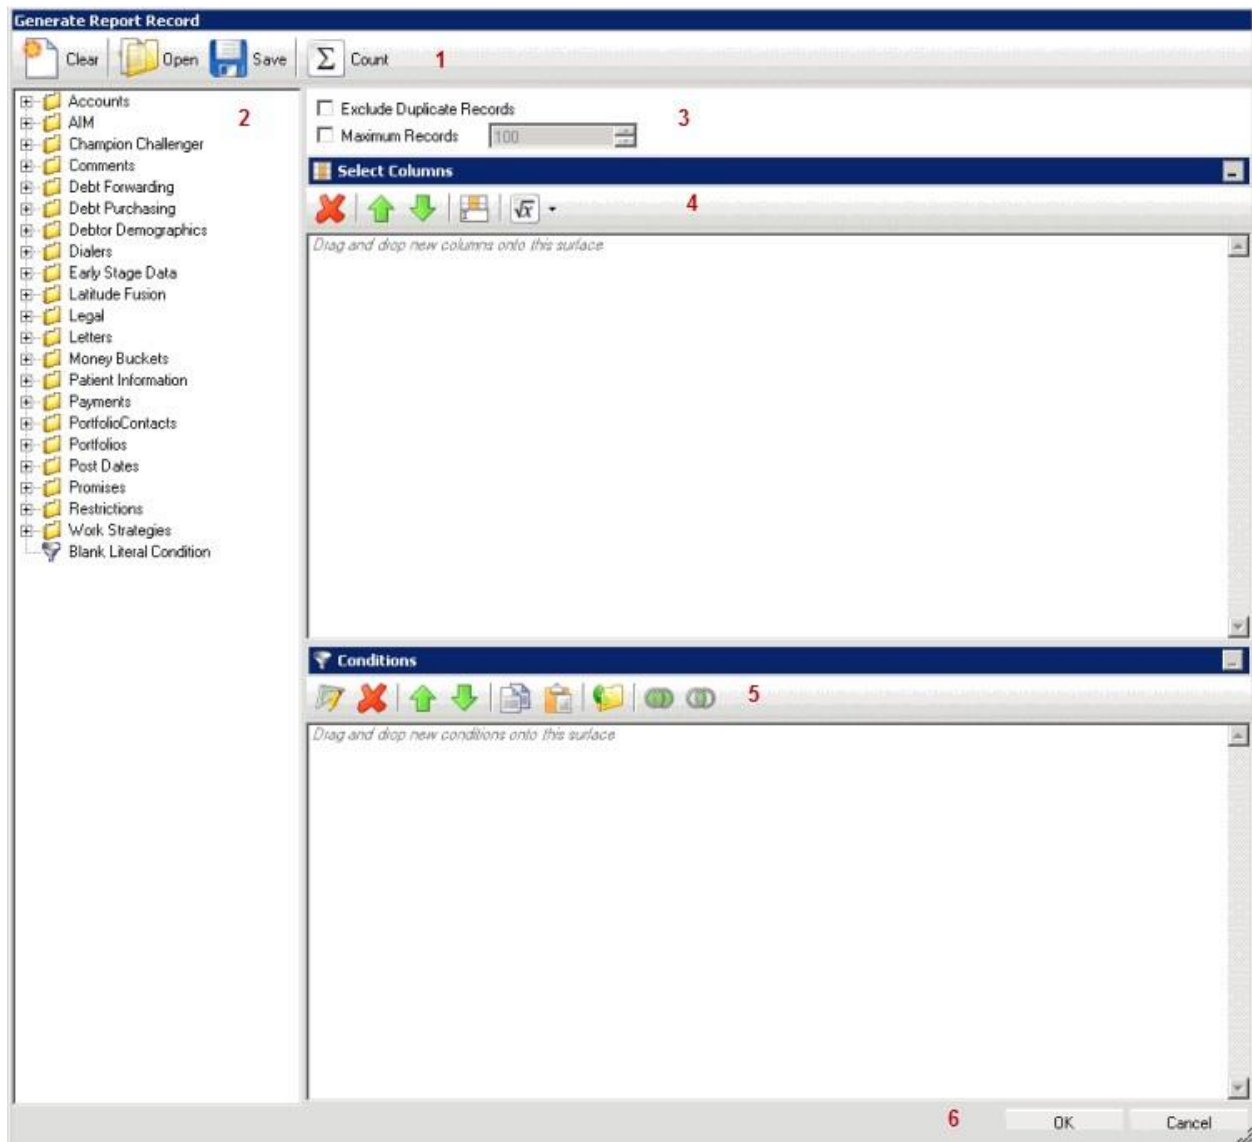 Generate Report Record
Clear Open Save Σ Count 1
Accounts 2
AIM
Champion Challenger
Comments
Debt Forwarding
Debt Purchasing
Debtor Demographics
Dialers
Early Stage Data
Latitude Fusion
Legal
Letters
Money Buckets
Patient Information
Payments
PortfolioContacts
Portfolios
Post Dates
Promises
Restrictions
Work Strategies
Blank Literal Condition
Exclude Duplicate Records
Maximum Records 100 3
Select Columns
√x 4
Drag and drop new columns onto this surface
Conditions
5
Drag and drop new conditions onto this surface
6 OK Cancel